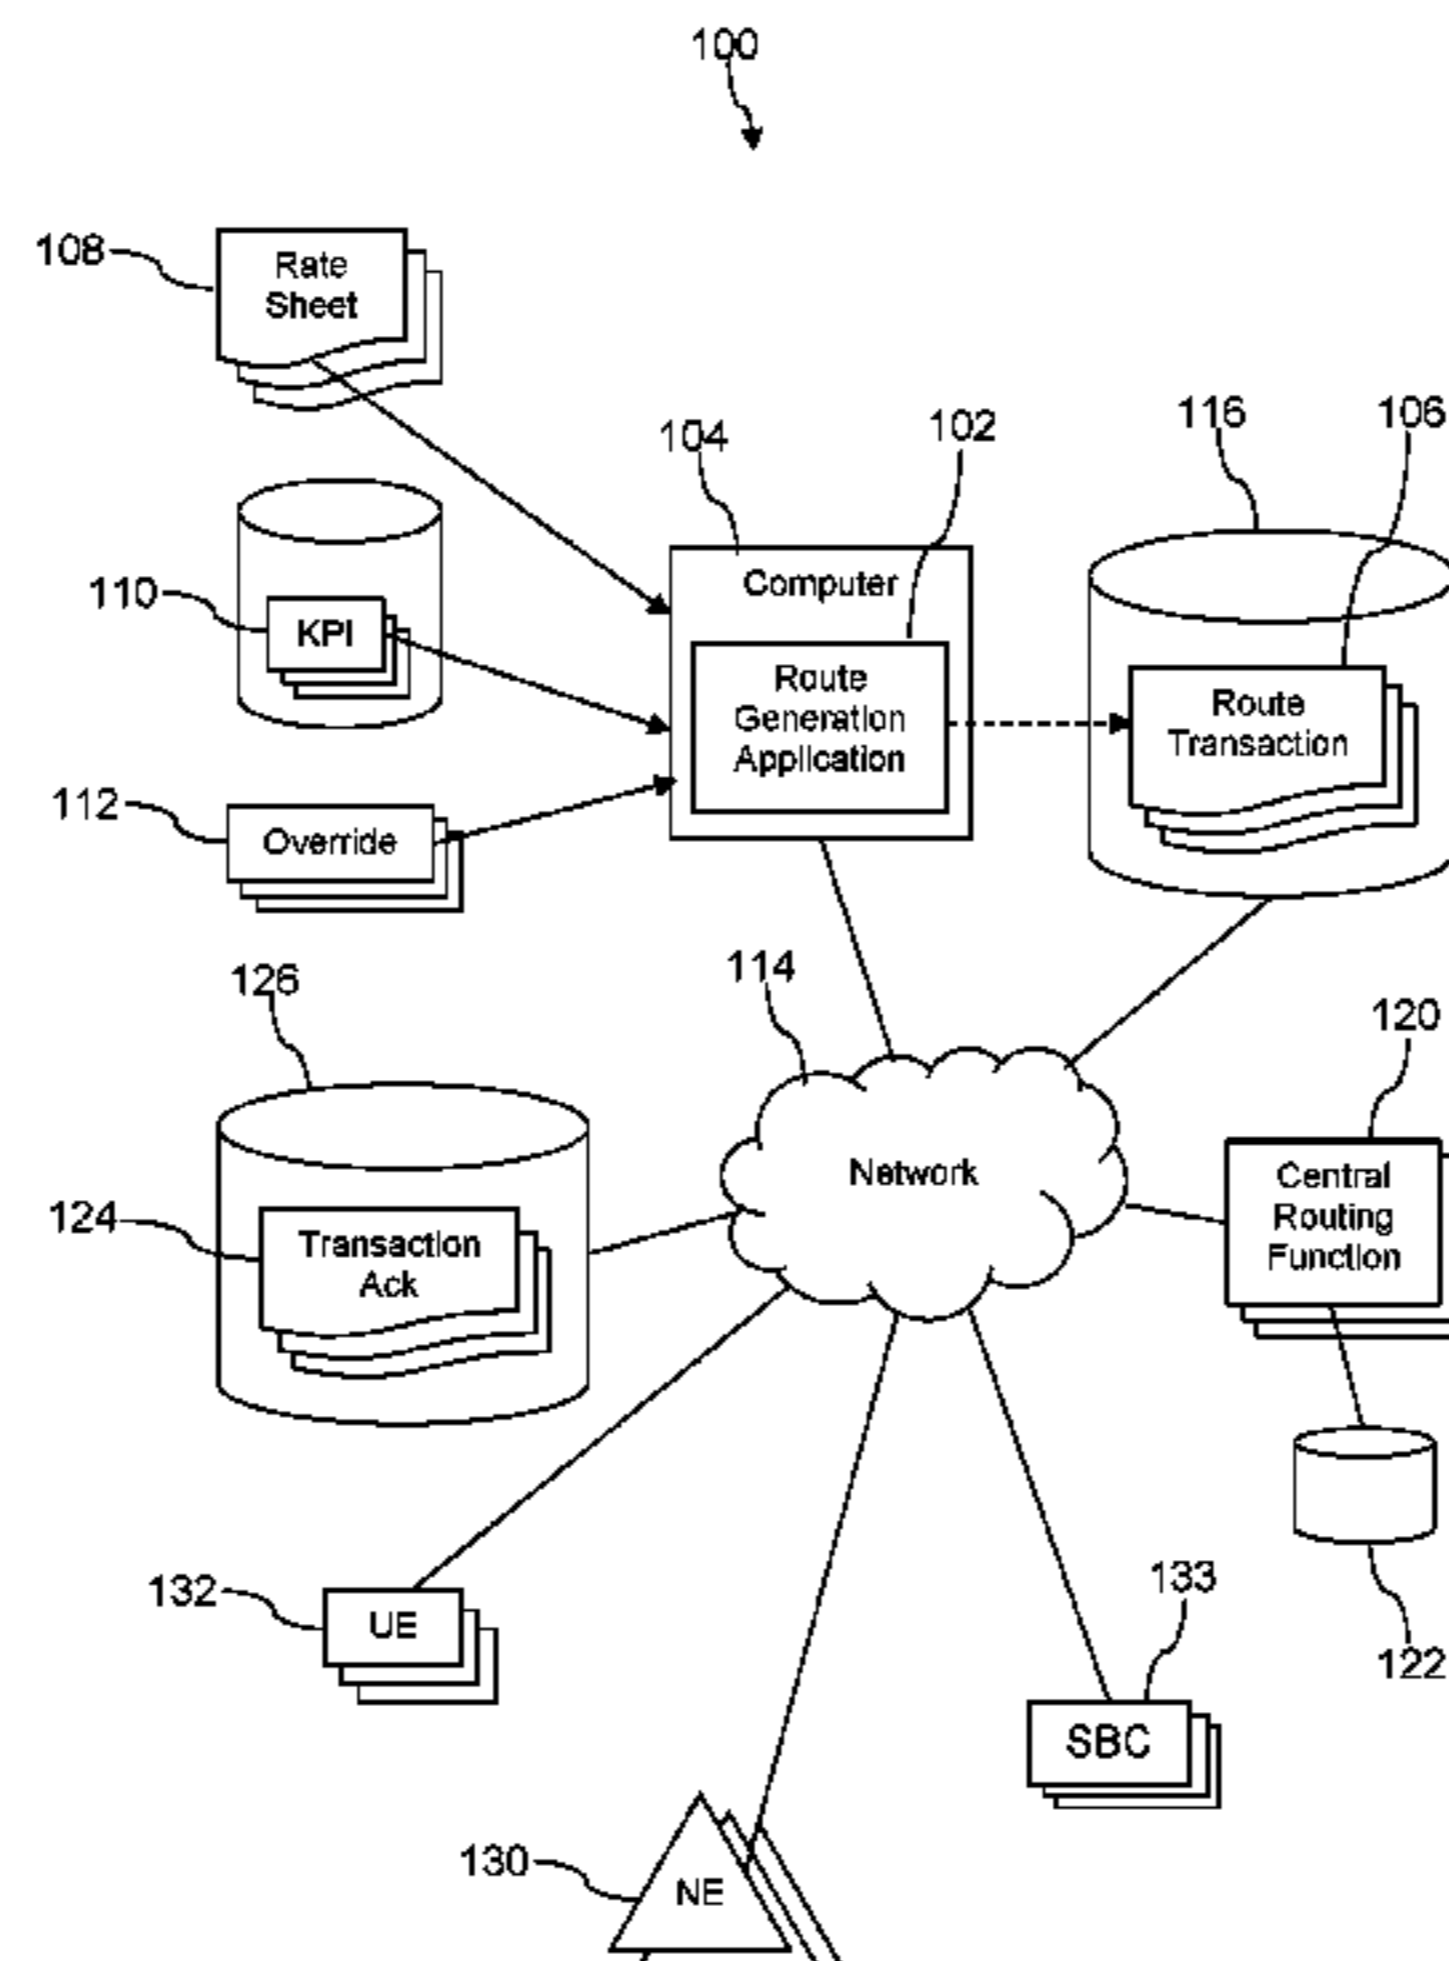 100
108
Rate
Sheet
104
102
116
106
110
KPI
Computer
Route
Generation
Application
Route
Transaction
112
Override
126
114
120
124
Transaction
Ack
Network
Central
Routing
Function
132
UE
133
SBC
122
130
NE